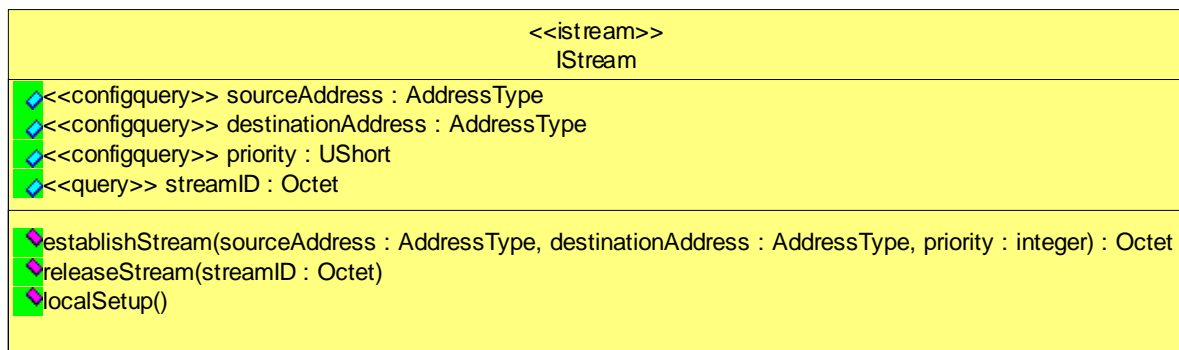 <<istream>>
IStream
<<configquery>> sourceAddress : AddressType
<<configquery>> destinationAddress : AddressType
<<configquery>> priority : UShort
<<query>> streamID : Octet
establishStream(sourceAddress : AddressType, destinationAddress : AddressType, priority : integer) : Octet
releaseStream(streamID : Octet)
localSetup()